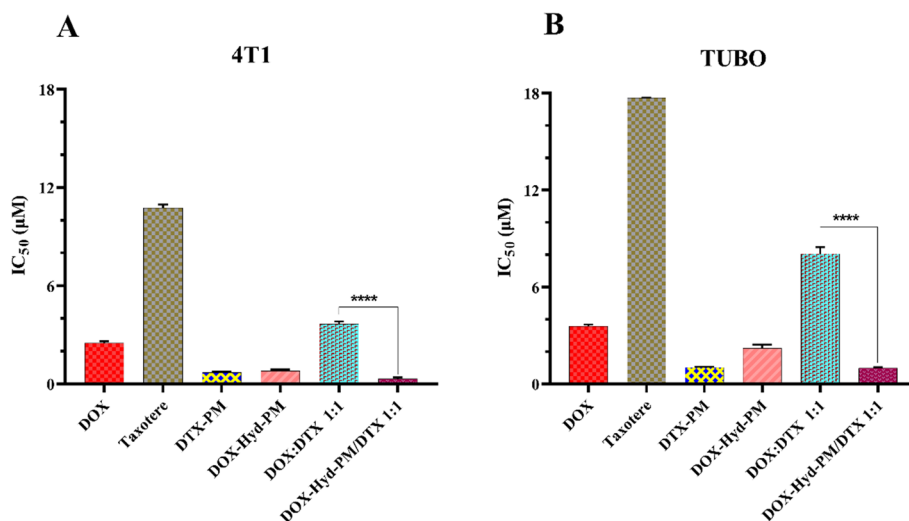 A
4T1
IC50 (µM)
18
12
6
0
****
DOX
Taxotere
DTX-PM
DOX-Hyd-PM
DOX:DTX 1:1
DOX-Hyd-PM/DTX 1:1
B
TUBO
IC50 (µM)
18
12
6
0
****
DOX
Taxotere
DTX-PM
DOX-Hyd-PM
DOX:DTX 1:1
DOX-Hyd-PM/DTX 1:1